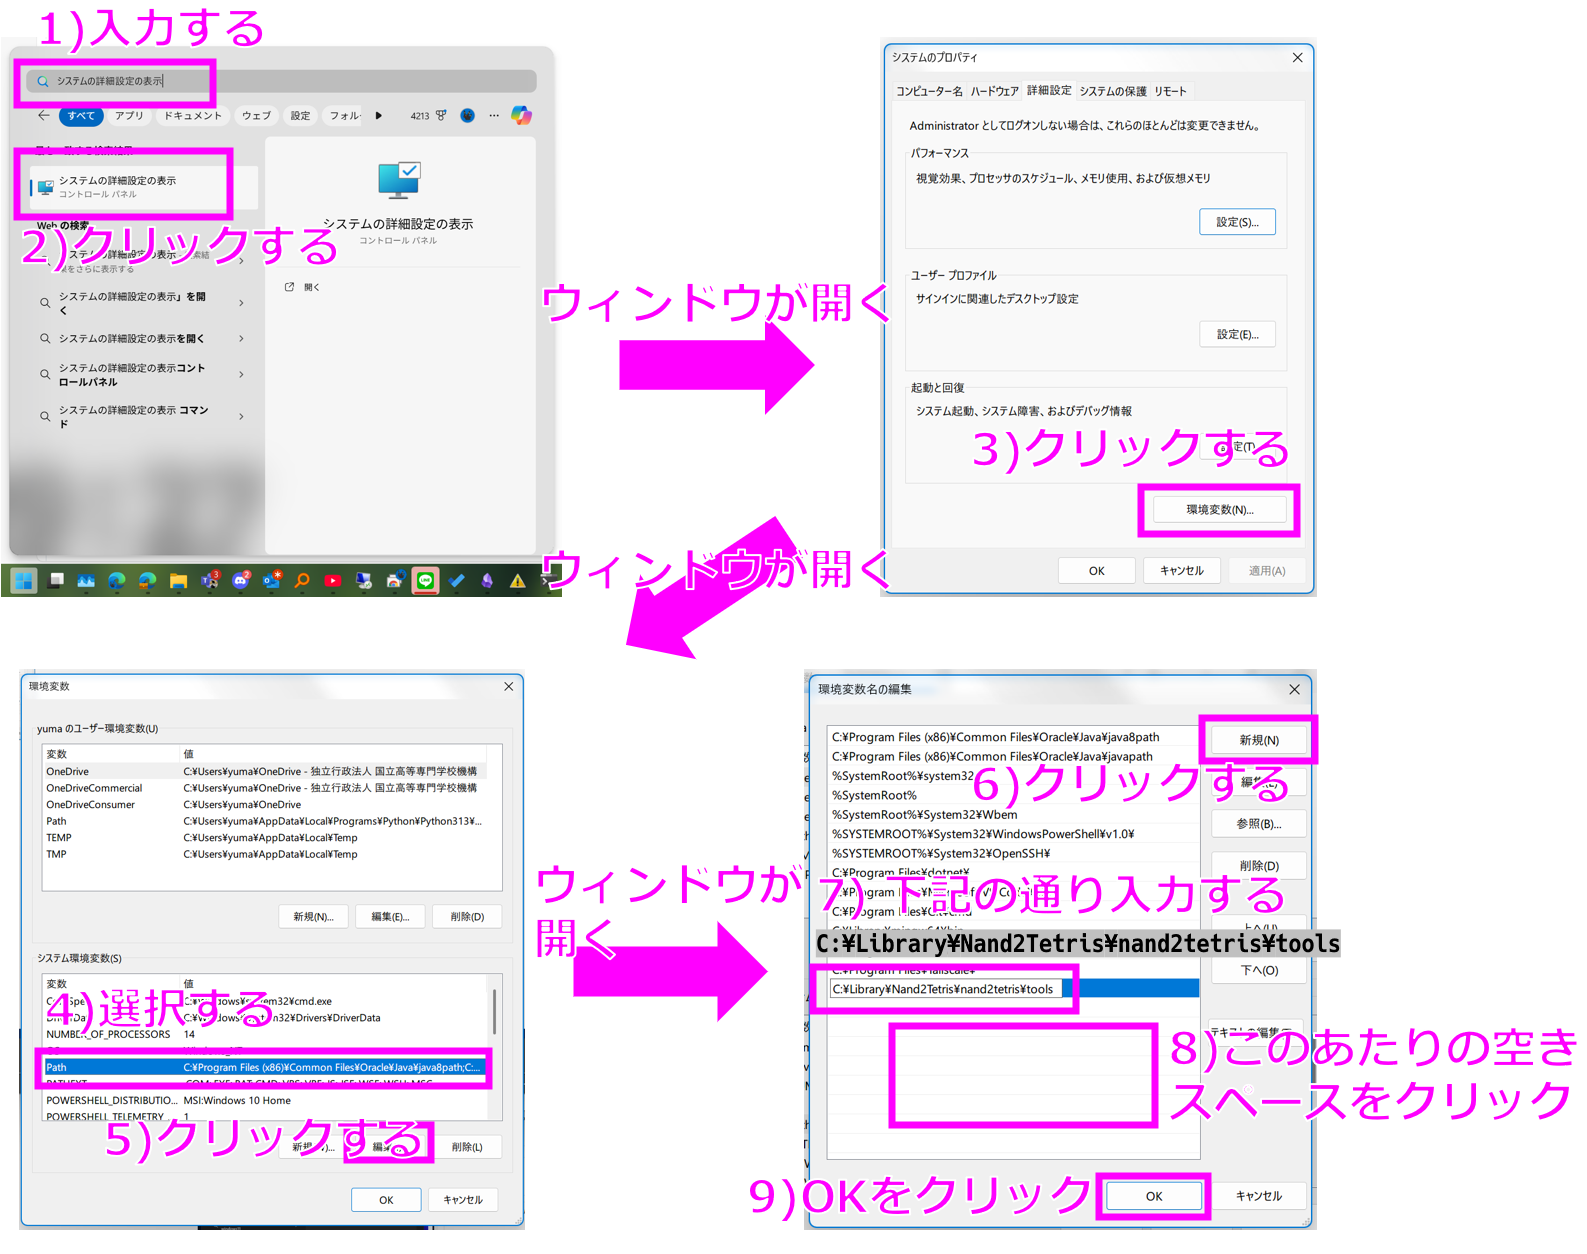 1)入力する
システムの詳細設定の表示
すべて アプリ ドキュメント ウェブ 設定 フォル 4213
システムの詳細設定の表示
コントロール パネル
Web の検索
2)クリックする
システムの詳細設定の表示
をさらに表示する
システムの詳細設定の表示」を開
く
システムの詳細設定の表示を開く
システムの詳細設定の表示コント
ロールパネル
システムの詳細設定の表示 コマン
ド
システムの詳細設定の表示
コントロール パネル
開く
ウィンドウが開く
システムのプロパティ
コンピューター名 ハードウェア 詳細設定 システムの保護 リモート
Administrator としてログオンしない場合は、これらのほとんどは変更できません。
パフォーマンス
視覚効果、プロセッサのスケジュール、メモリ使用、および仮想メモリ
設定(S)...
ユーザー プロファイル
サインインに関連したデスクトップ設定
設定(E)...
起動と回復
システム起動、システム障害、およびデバッグ情報
3)クリックする
環境変数(N)...
OK キャンセル 適用(A)
ウィンドウが開く
環境変数
yuma のユーザー環境変数(U)
変数 値
OneDrive C:¥Users¥yuma¥OneDrive - 独立行政法人 国立高等専門学校機構
OneDriveCommercial C:¥Users¥yuma¥OneDrive - 独立行政法人 国立高等専門学校機構
OneDriveConsumer C:¥Users¥yuma¥OneDrive
Path C:¥Users¥yuma¥AppData¥Local¥Programs¥Python¥Python313¥...
TEMP C:¥Users¥yuma¥AppData¥Local¥Temp
TMP C:¥Users¥yuma¥AppData¥Local¥Temp
新規(N)... 編集(E)... 削除(D)
システム環境変数(S)
変数 値
4)選択する
NUMBER_OF_PROCESSORS 14
Path C:¥Program Files (x86)¥Common Files¥Oracle¥Java¥java8path;C:...
POWERSHELL_DISTRIBUTIO... MSI:Windows 10 Home
POWERSHELL_TELEMETRY 1
5)クリックする
削除(L)
OK キャンセル
ウィンドウが
開く
環境変数名の編集
C:¥Program Files (x86)¥Common Files¥Oracle¥Java¥java8path
C:¥Program Files (x86)¥Common Files¥Oracle¥Java¥javapath
%SystemRoot%¥system32
%SystemRoot%
%SystemRoot%¥System32¥Wbem
%SYSTEMROOT%¥System32¥WindowsPowerShell¥v1.0¥
%SYSTEMROOT%¥System32¥OpenSSH¥
C:¥Program Files¥dotnet¥
新規(N)
6)クリックする
参照(B)...
削除(D)
7) 下記の通り入力する
C:¥Library¥Nand2Tetris¥nand2tetris¥tools
下へ(O)
C:¥Library¥Nand2Tetris¥nand2tetris¥tools
8)このあたりの空き
スペースをクリック
9)OKをクリック
OK キャンセル